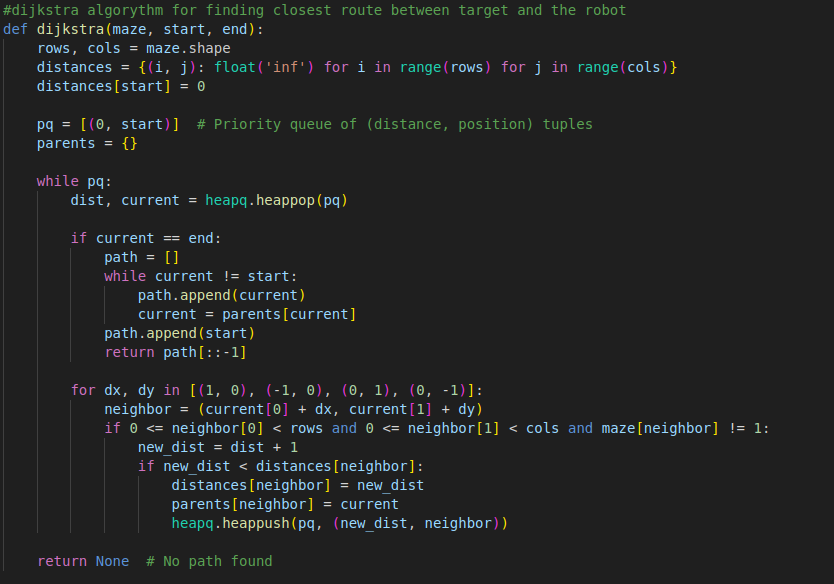 #dijkstra algorythm for finding closest route between target and the robot
def dijkstra(maze, start, end):
    rows, cols = maze.shape
    distances = {(i, j): float('inf') for i in range(rows) for j in range(cols)}
    distances[start] = 0

    pq = [(0, start)]  # Priority queue of (distance, position) tuples
    parents = {}

    while pq:
        dist, current = heapq.heappop(pq)

        if current == end:
            path = []
            while current != start:
                path.append(current)
                current = parents[current]
            path.append(start)
            return path[::-1]

        for dx, dy in [(1, 0), (-1, 0), (0, 1), (0, -1)]:
            neighbor = (current[0] + dx, current[1] + dy)
            if 0 <= neighbor[0] < rows and 0 <= neighbor[1] < cols and maze[neighbor] != 1:
                new_dist = dist + 1
                if new_dist < distances[neighbor]:
                    distances[neighbor] = new_dist
                    parents[neighbor] = current
                    heapq.heappush(pq, (new_dist, neighbor))

    return None  # No path found